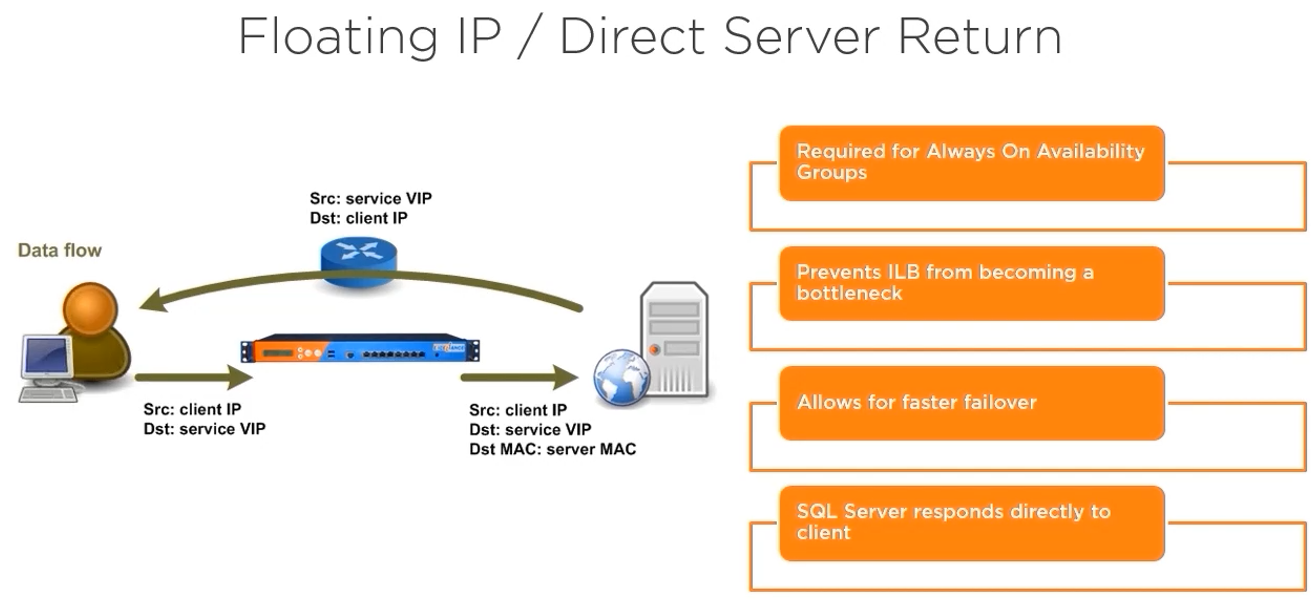 Floating IP / Direct Server Return
Src: service VIP
Dst: client IP
Data flow
Src: client IP
Dst: service VIP
Src: client IP
Dst: service VIP
Dst MAC: server MAC
Required for Always On Availability
Groups
Prevents ILB from becoming a
bottleneck
Allows for faster failover
SQL Server responds directly to
client